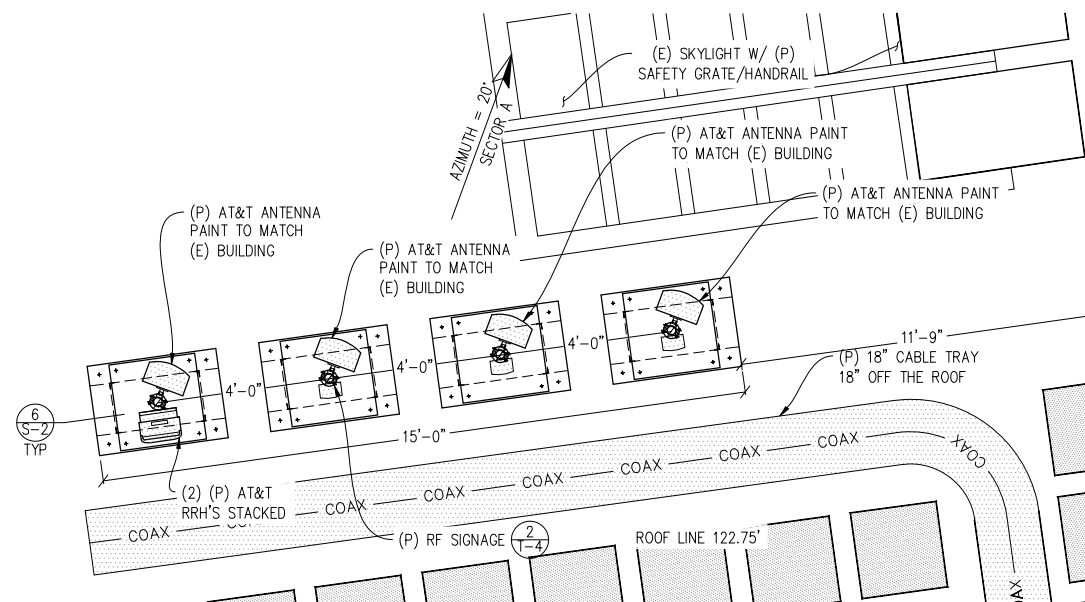 (E) SKYLIGHT W/ (P)
SAFETY GRATE/HANDRAIL
AZIMUTH = 20°
SECTOR A
(P) AT&T ANTENNA PAINT
TO MATCH (E) BUILDING
(P) AT&T ANTENNA PAINT
TO MATCH (E) BUILDING
(P) AT&T ANTENNA
PAINT TO MATCH
(E) BUILDING
(P) AT&T ANTENNA
PAINT TO MATCH
(E) BUILDING
4'-0"
4'-0"
4'-0"
11'-9"
(P) 18" CABLE TRAY
18" OFF THE ROOF
6
S-2
TYP
15'-0"
(2) (P) AT&T
RRH'S STACKED
COAX
COAX
COAX
COAX
COAX
COAX
COAX
COAX
COAX
(P) RF SIGNAGE
2
T-4
ROOF LINE 122.75'
COAX